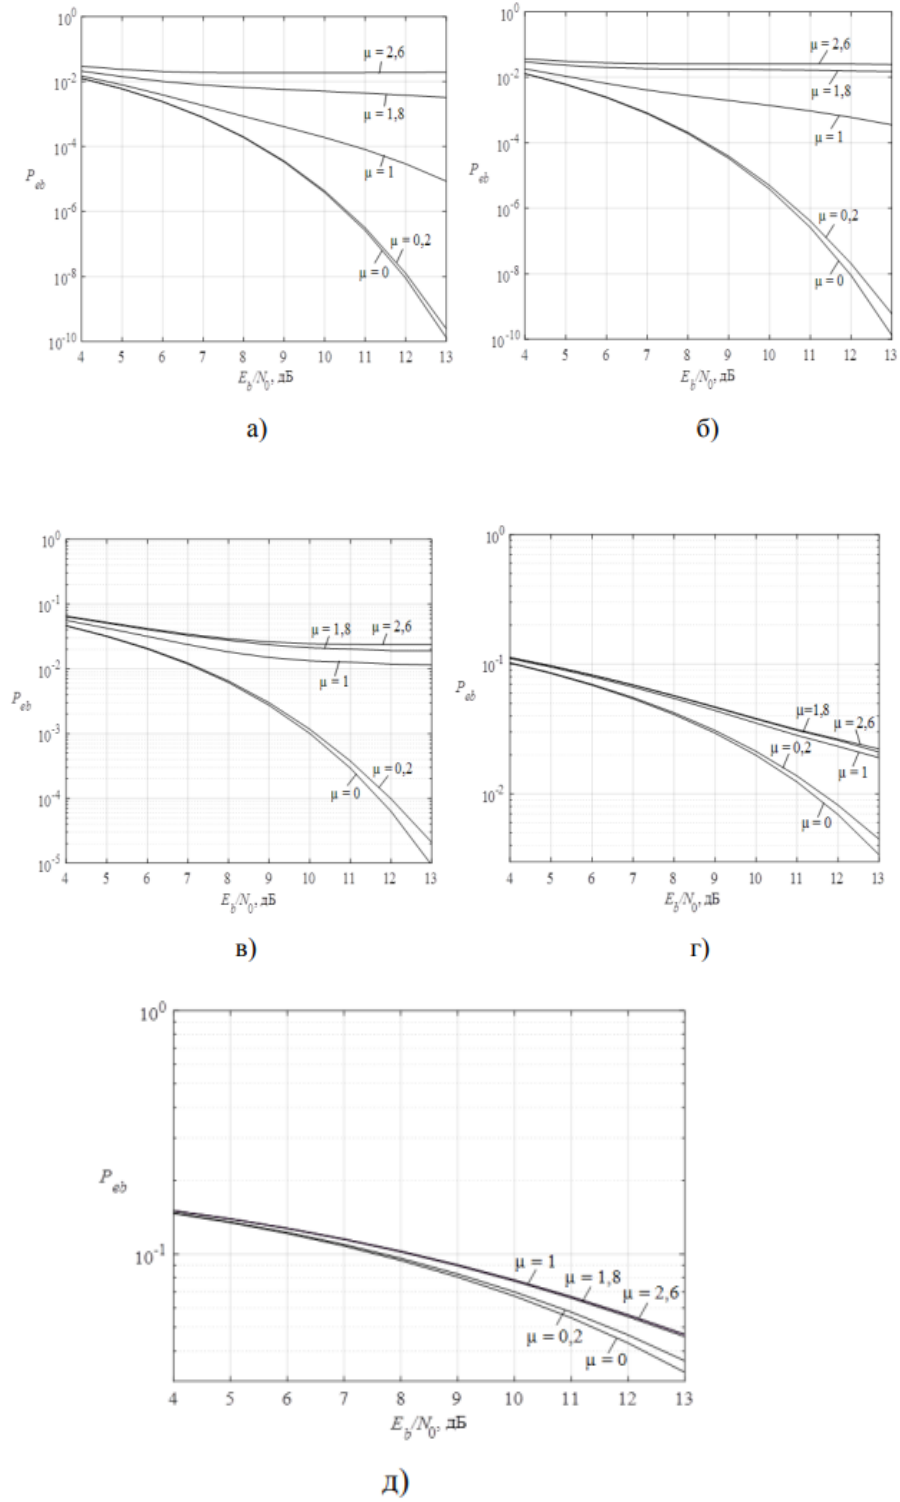 10^0
10^-2
10^-4
10^-6
10^-8
10^-10
P_eb
μ = 2,6
μ = 1,8
μ = 1
μ = 0,2
μ = 0
4 5 6 7 8 9 10 11 12 13
E_b/N_0, дБ
а)
10^0
10^-2
10^-4
10^-6
10^-8
10^-10
P_eb
μ = 2,6
μ = 1,8
μ = 1
μ = 0,2
μ = 0
4 5 6 7 8 9 10 11 12 13
E_b/N_0, дБ
б)
10^0
10^-1
10^-2
10^-3
10^-4
10^-5
P_eb
μ = 1,8
μ = 2,6
μ = 1
μ = 0,2
μ = 0
4 5 6 7 8 9 10 11 12 13
E_b/N_0, дБ
в)
10^0
10^-1
10^-2
P_eb
μ=1,8
μ = 2,6
μ = 0,2
μ = 1
μ = 0
4 5 6 7 8 9 10 11 12 13
E_b/N_0, дБ
г)
10^0
10^-1
P_eb
μ = 1
μ = 1,8
μ = 2,6
μ = 0,2
μ = 0
4 5 6 7 8 9 10 11 12 13
E_b/N_0, дБ
д)